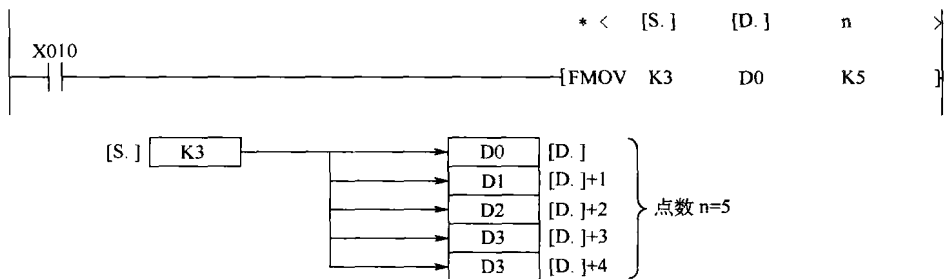 * < [S. ] [D. ] n >
X010
[FMOV K3 D0 K5 ]
[S. ] K3 D0 [D. ]
D1 [D. ]+1
D2 [D. ]+2
点数 n=5
D3 [D. ]+3
D3 [D. ]+4